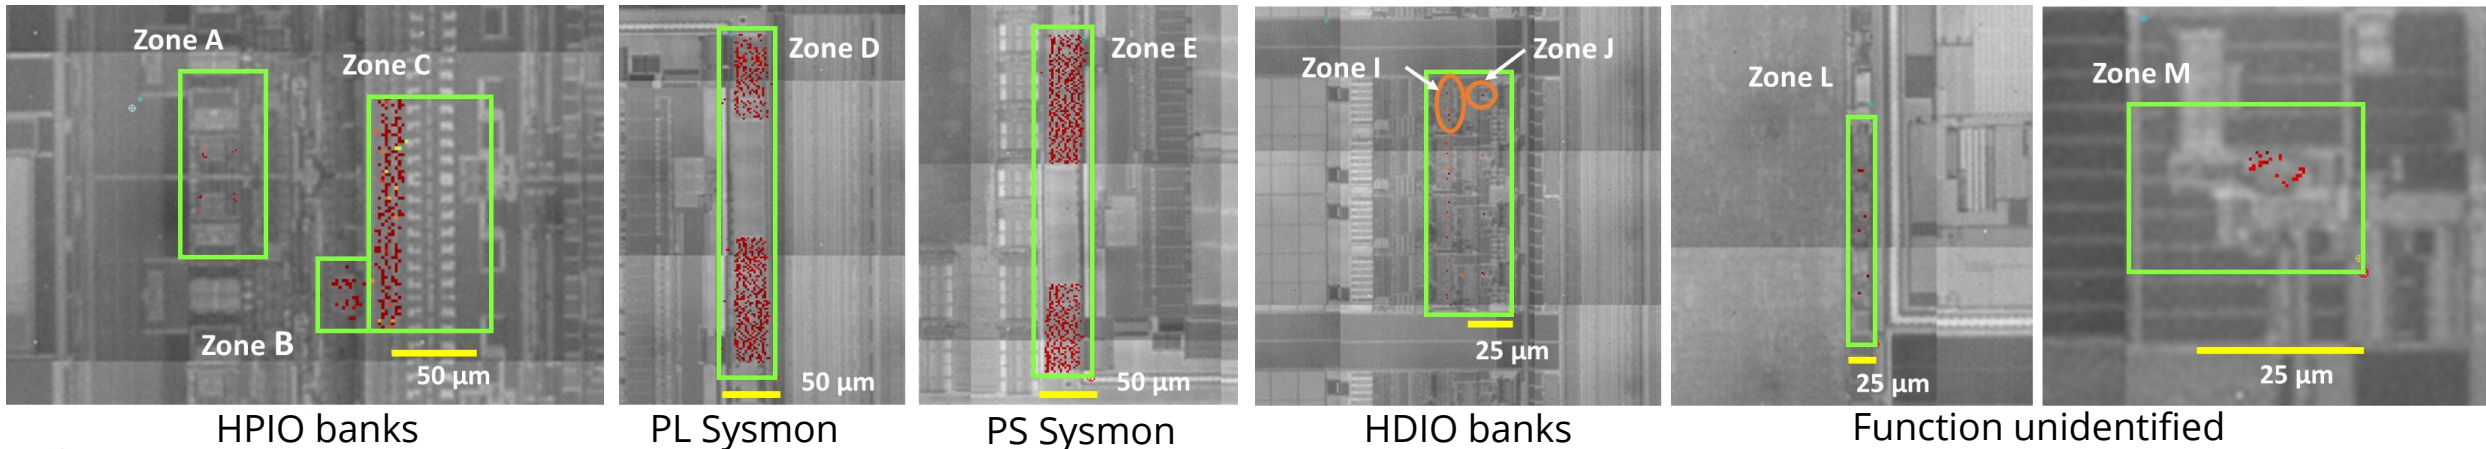 Zone A
Zone C
Zone B
50 µm
HPIO banks
Zone D
50 µm
PL Sysmon
Zone E
50 µm
PS Sysmon
Zone I
Zone J
25 µm
HDIO banks
Zone L
25 µm
Zone M
25 µm
Function unidentified